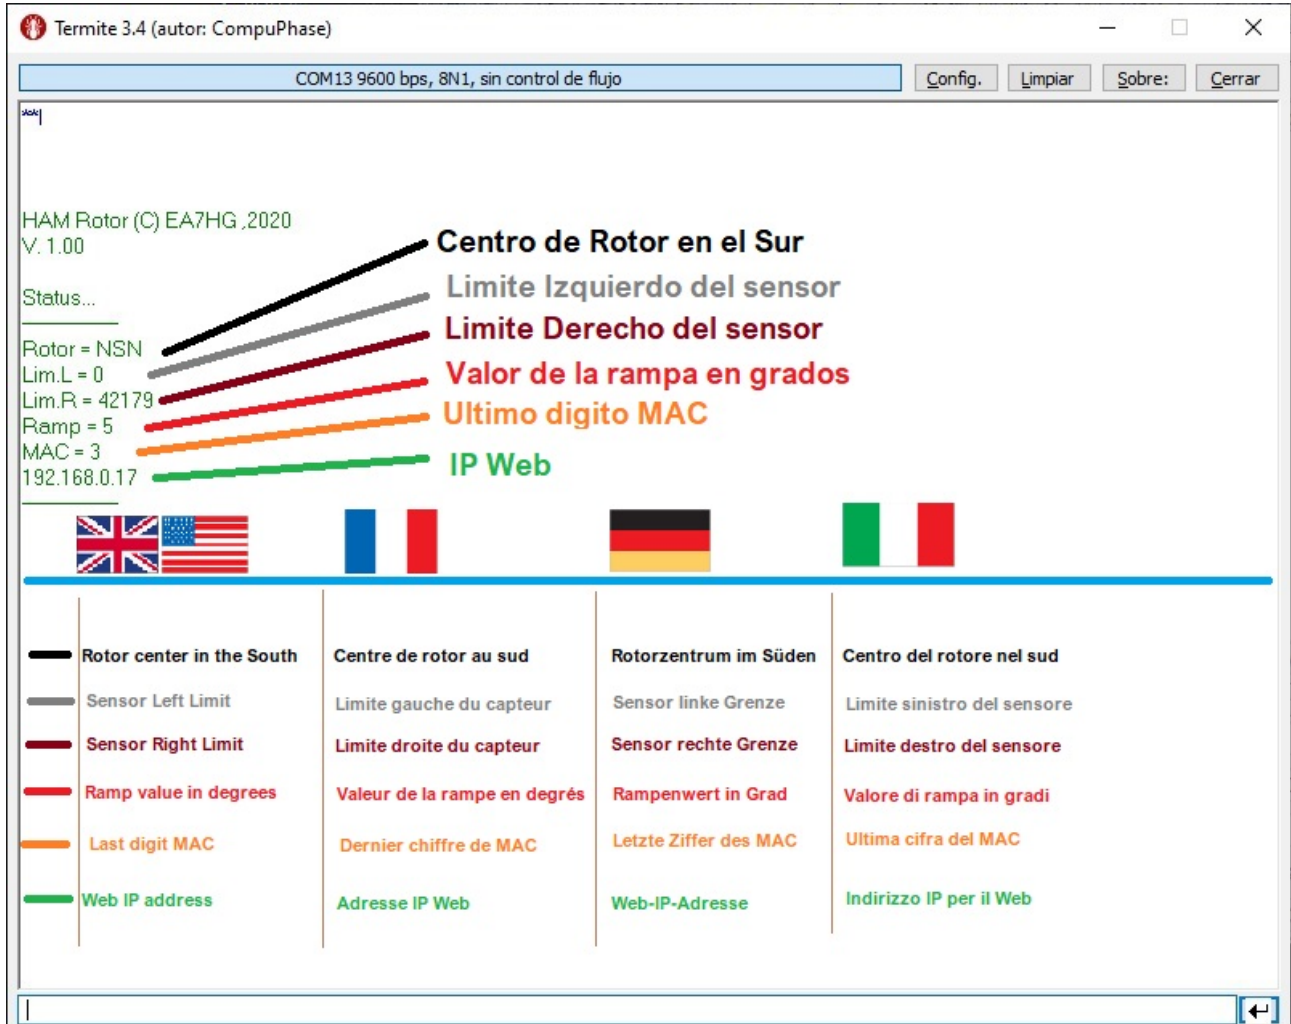 Termite 3.4 (autor: CompuPhase)
COM13 9600 bps, 8N1, sin control de flujo
Config.
Limpiar
Sobre:
Cerrar
**
HAM Rotor (C) EA7HG ,2020
V. 1.00
Status...
Rotor = NSN
Lim.L = 0
Lim.R = 42179
Ramp = 5
MAC = 3
192.168.0.17
Centro de Rotor en el Sur
Limite Izquierdo del sensor
Limite Derecho del sensor
Valor de la rampa en grados
Ultimo digito MAC
IP Web
Rotor center in the South
Sensor Left Limit
Sensor Right Limit
Ramp value in degrees
Last digit MAC
Web IP address
Centre de rotor au sud
Limite gauche du capteur
Limite droite du capteur
Valeur de la rampe en degrés
Dernier chiffre de MAC
Adresse IP Web
Rotorzentrum im Süden
Sensor linke Grenze
Sensor rechte Grenze
Rampenwert in Grad
Letzte Ziffer des MAC
Web-IP-Adresse
Centro del rotore nel sud
Limite sinistro del sensore
Limite destro del sensore
Valore di rampa in gradi
Ultima cifra del MAC
Indirizzo IP per il Web